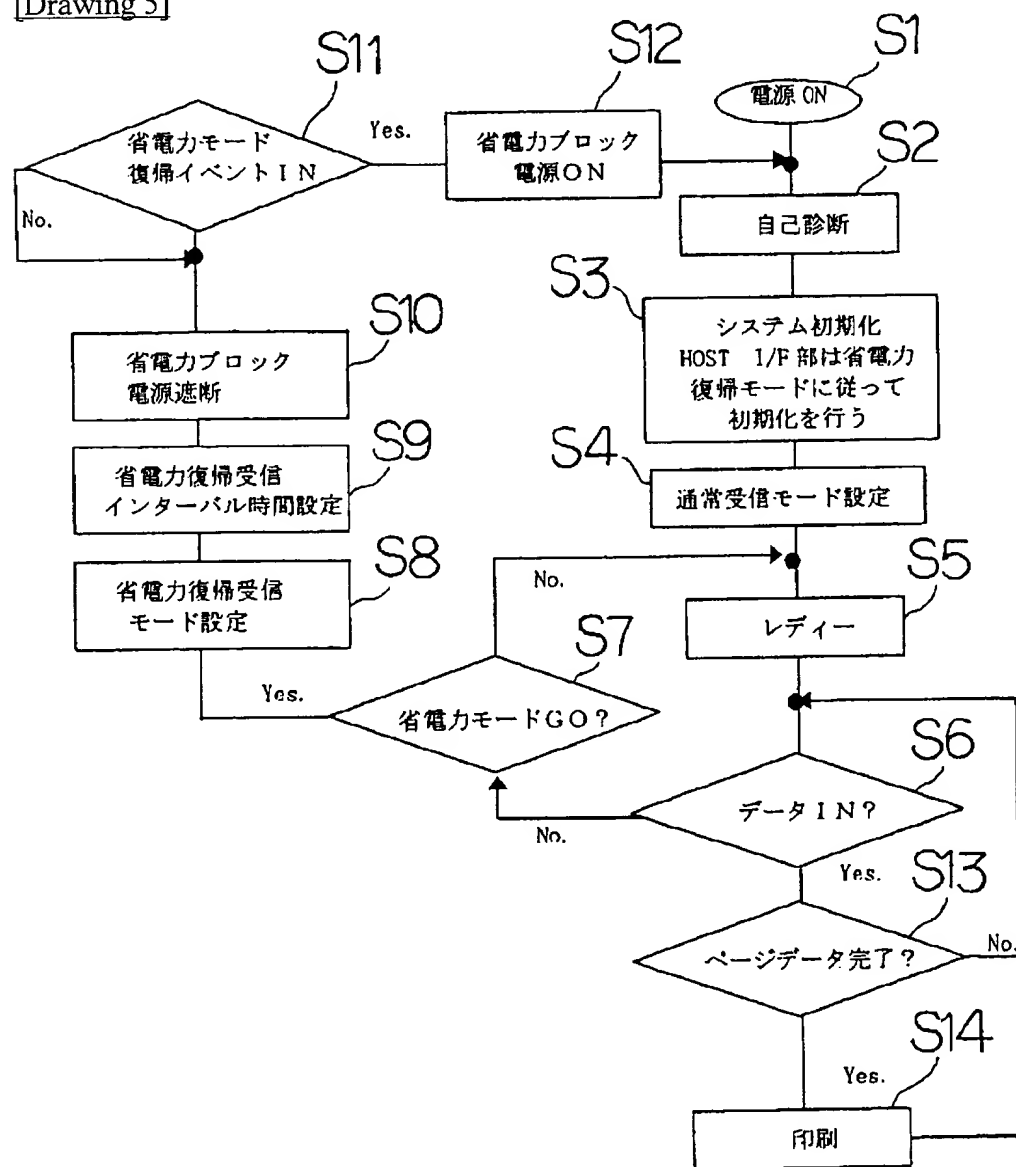 [Drawing 5]
S11
省電力モード
復帰イベントIN
Yes.
No.
S12
省電力ブロック
電源ON
S1
電源 ON
S2
自己診断
S3
システム初期化
HOST I/F 部は省電力
復帰モードに従って
初期化を行う
S10
省電力ブロック
電源遮断
S9
省電力復帰受信
インターバル時間設定
S4
通常受信モード設定
S8
省電力復帰受信
モード設定
No.
S5
レディー
S7
省電力モードGO?
Yes.
S6
データIN?
No.
Yes.
S13
ページデータ完了?
No.
S14
Yes.
印刷